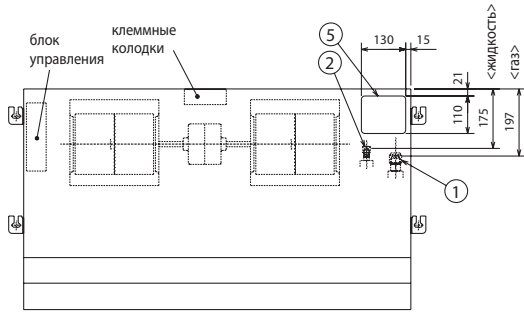 блок
управления
клеммные
колодки
5
2
130
15
21
110
175
<жидкость>
197
<газ>
1